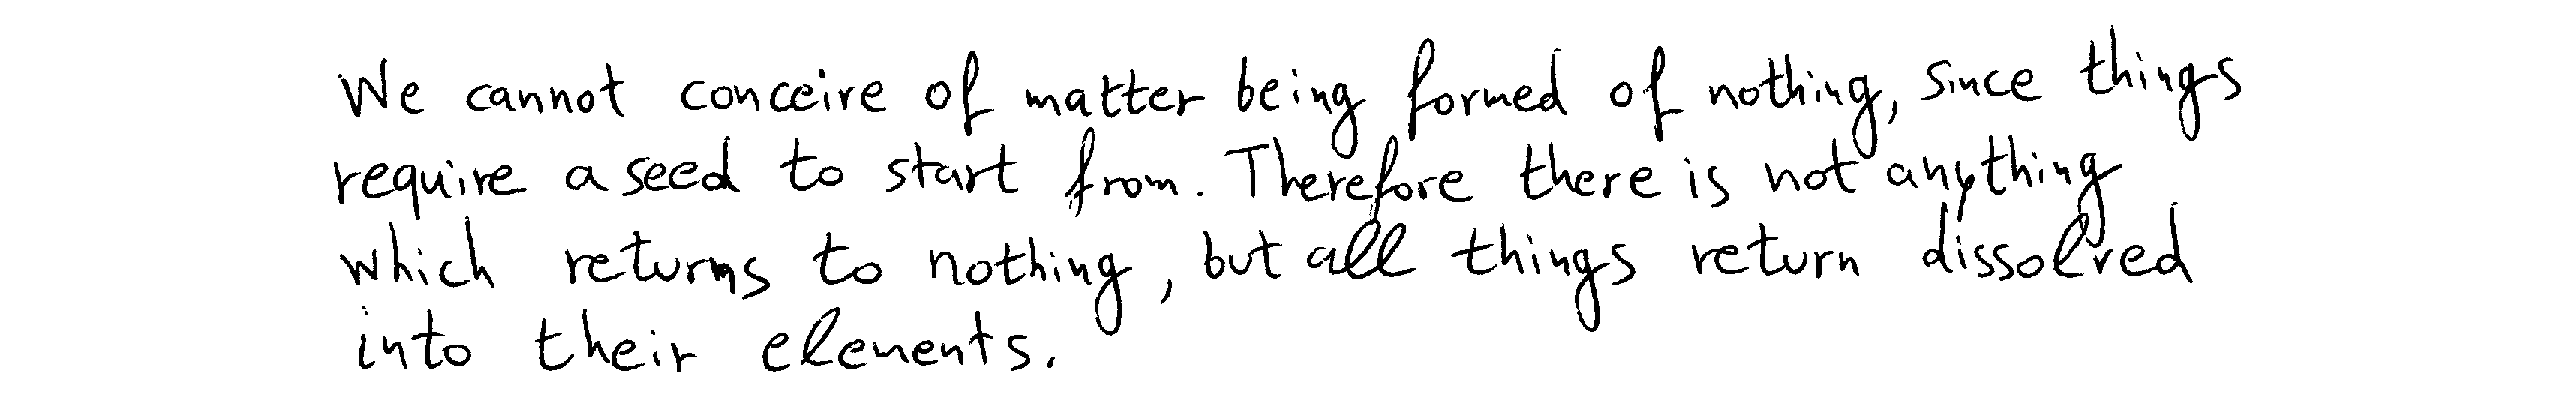 We cannot conceive of matter being formed of nothing, since things
require a seed to start from. Therefore there is not anything
which returns to nothing, but all things return dissolved
into their elements.